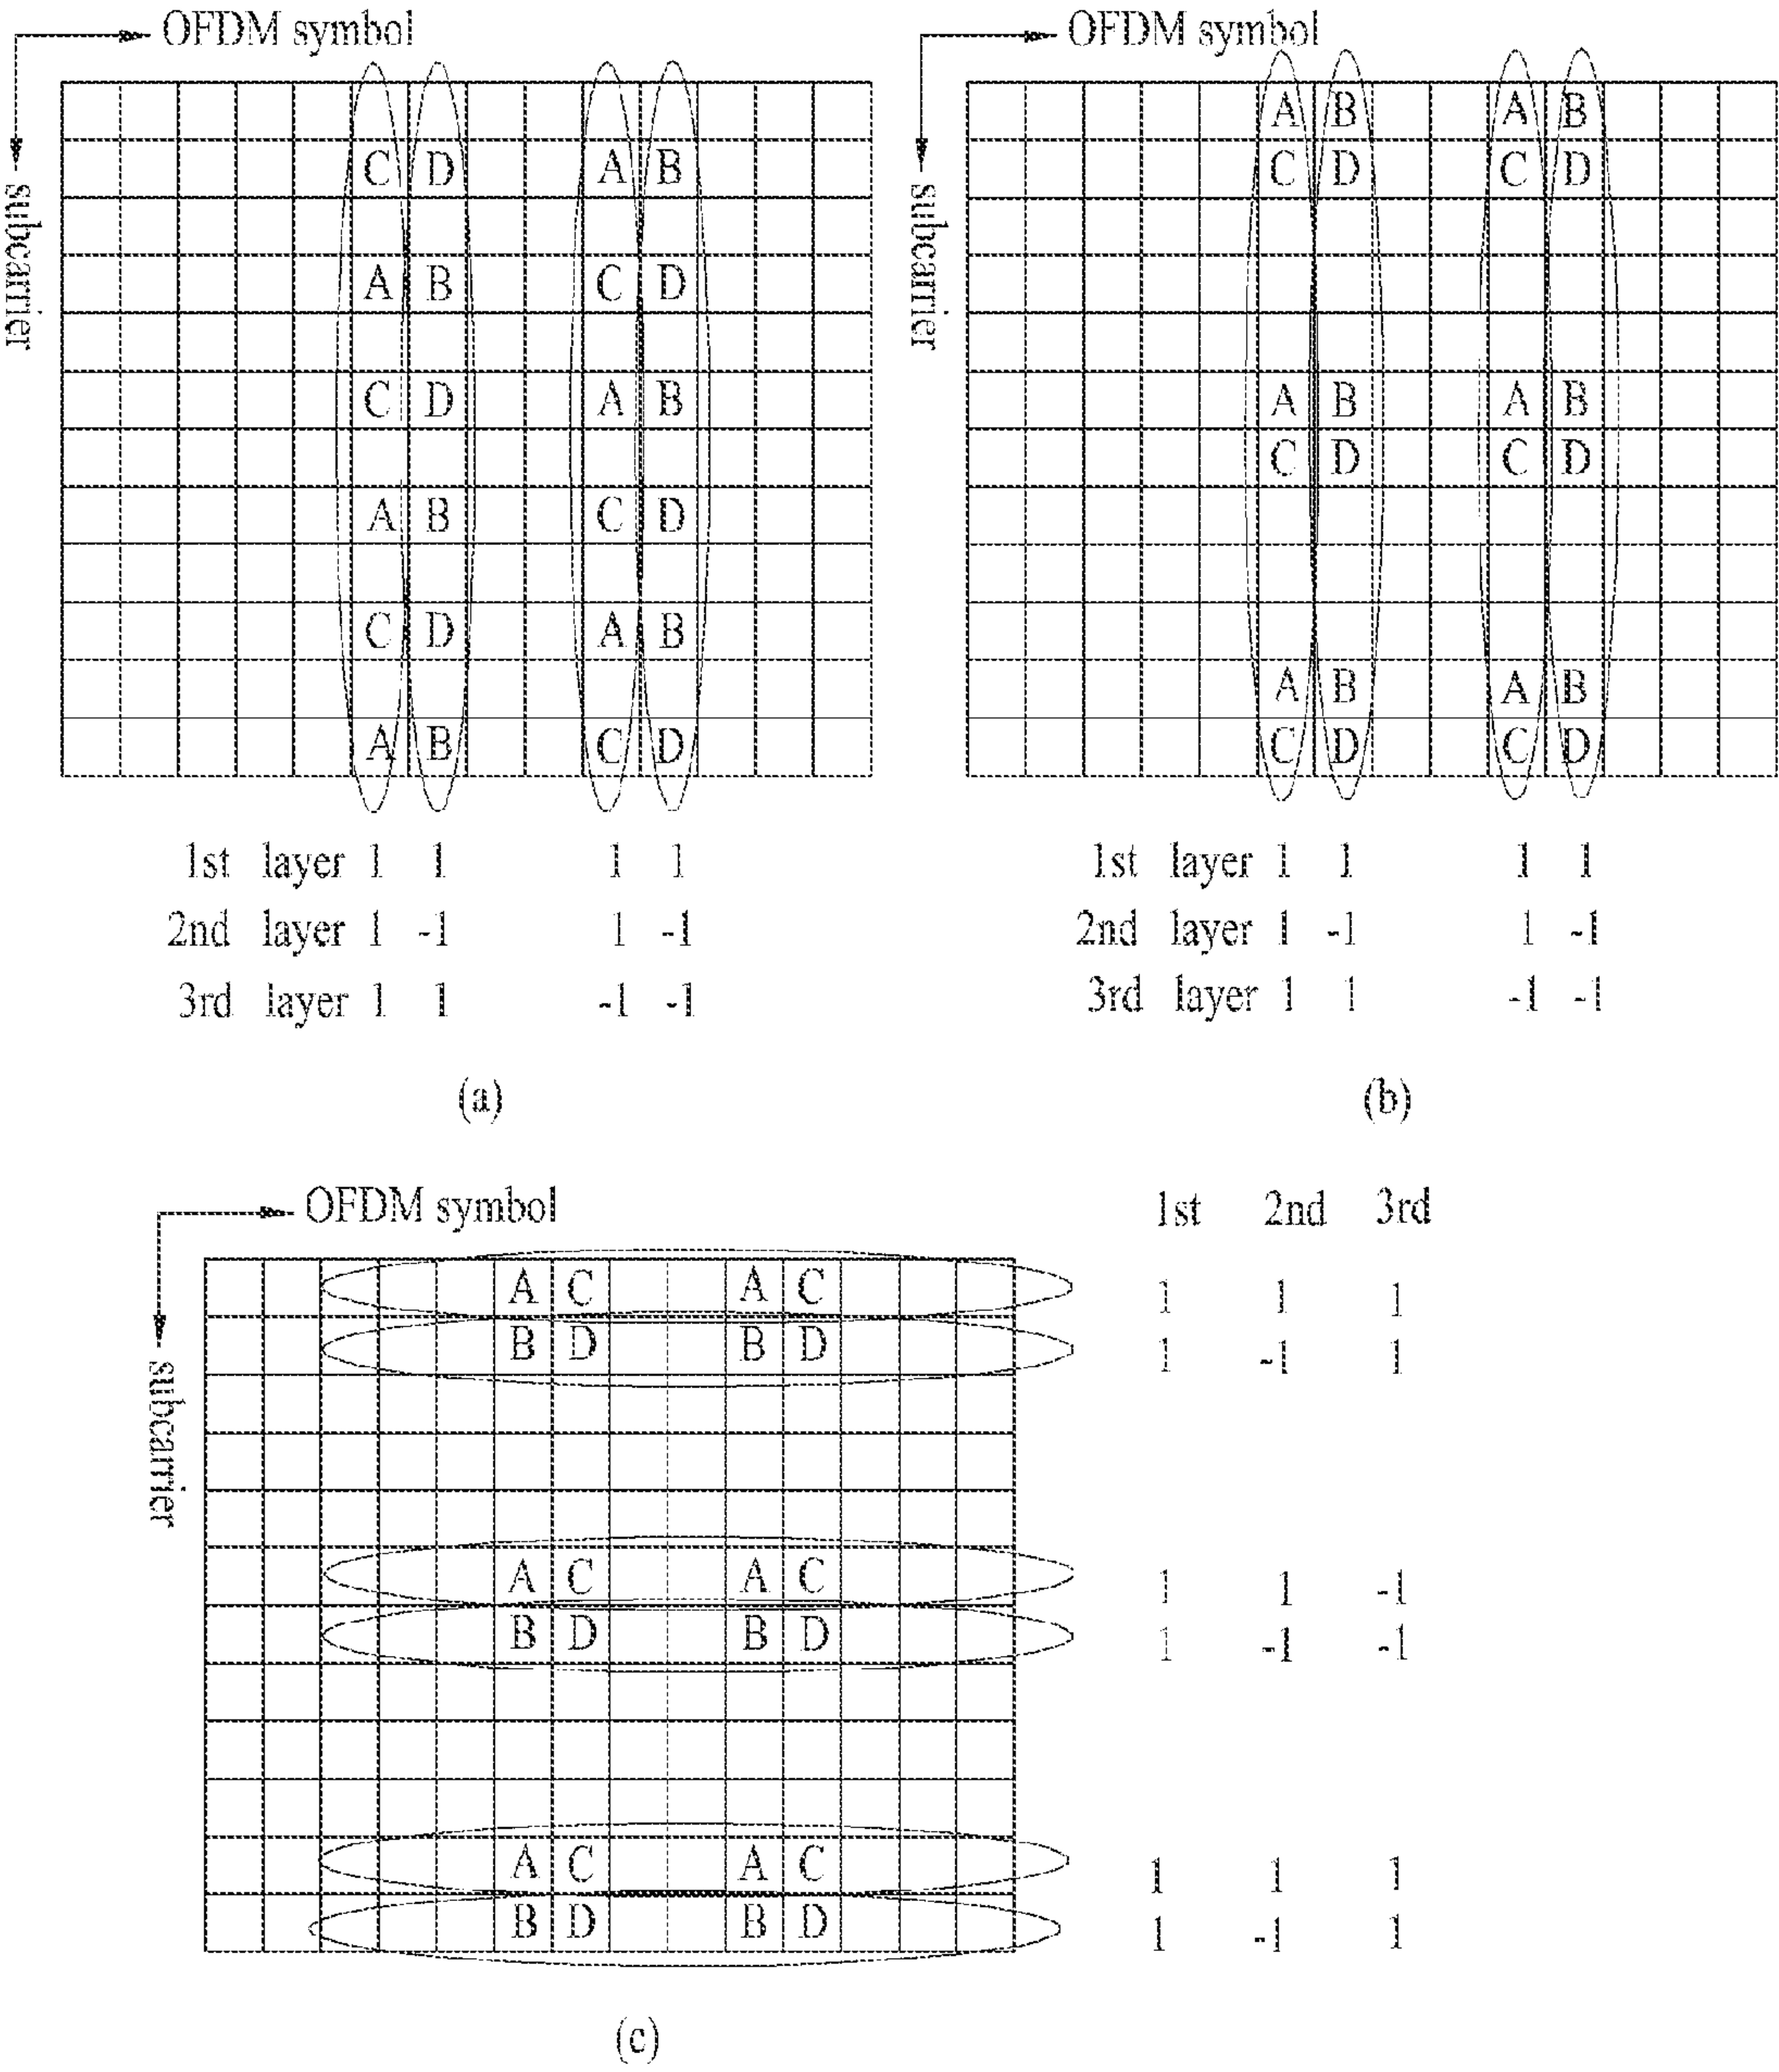 OFDM symbol
subcarrier
C D A B
A B C D
C D A B
A B C D
C D A B
A B C D
1st layer 1 1 1 1
2nd layer 1 -1 1 -1
3rd layer 1 1 -1 -1
(a)
OFDM symbol
subcarrier
A B A B
C D C D
A B A B
C D C D
A B A B
C D C D
1st layer 1 1 1 1
2nd layer 1 -1 1 -1
3rd layer 1 1 -1 -1
(b)
OFDM symbol
subcarrier
1st 2nd 3rd
A C A C 1 1 1
B D B D 1 -1 1
A C A C 1 1 -1
B D B D 1 -1 -1
A C A C 1 1 1
B D B D 1 -1 1
(c)